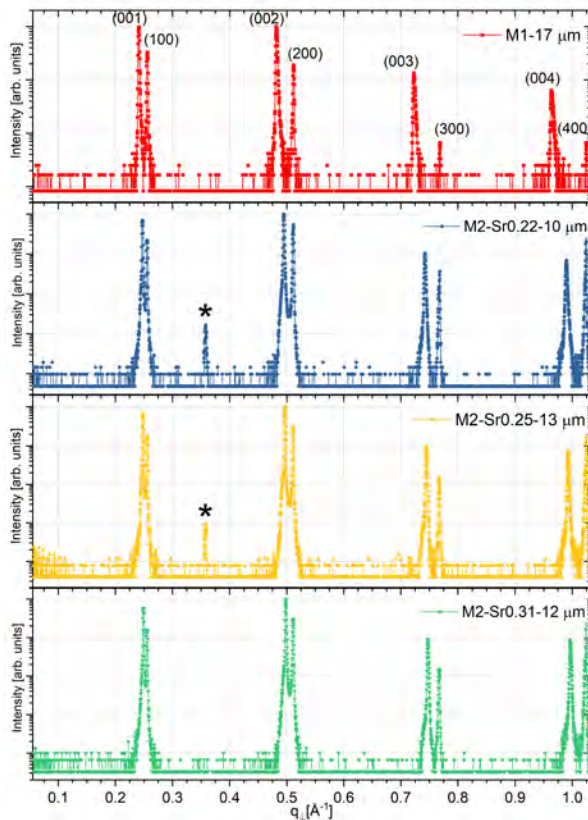 Intensity [arb. units]
(001)
(100)
(002)
(200)
(003)
(300)
(004)
(400
M1-17 μm
Intensity [arb. units]
*
M2-Sr0.22-10 μm
Intensity [arb. units]
*
M2-Sr0.25-13 μm
Intensity [arb. units]
M2-Sr0.31-12 μm
0.1 0.2 0.3 0.4 0.5 0.6 0.7 0.8 0.9 1.0
q⊥[Å⁻¹]